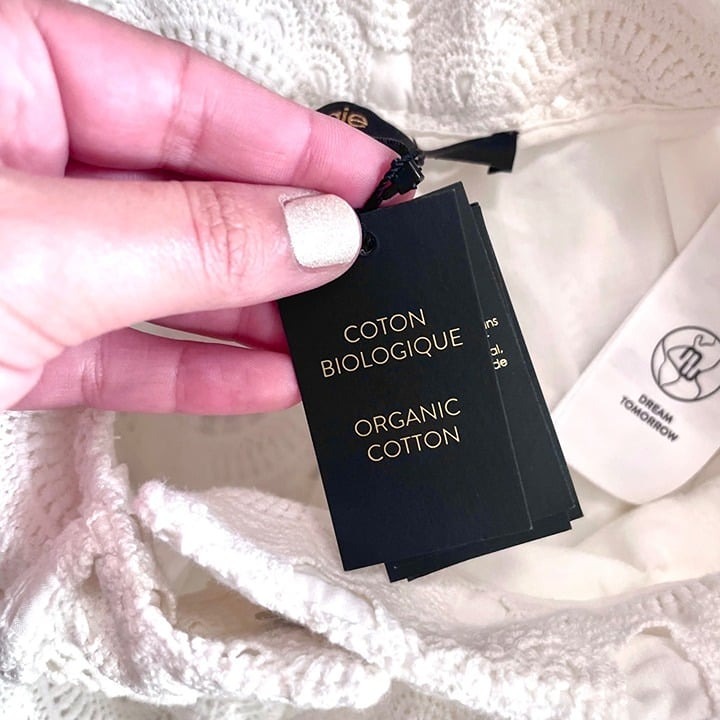 COTON
BIOLOGIQUE
ORGANIC
COTTON
DREAM
TOMORROW